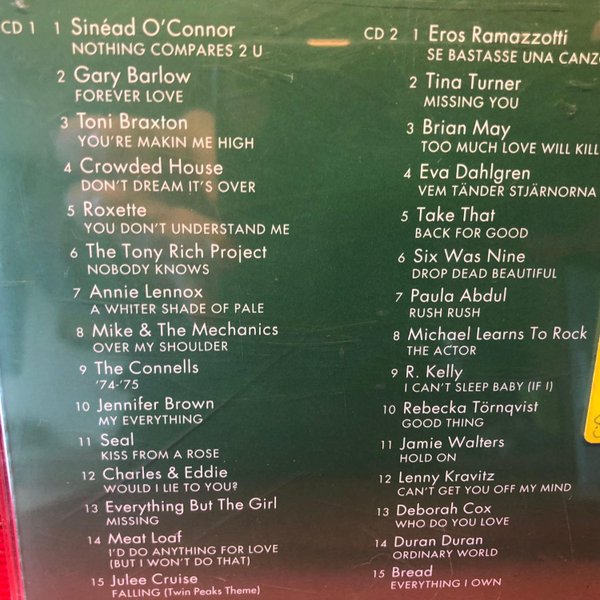 CD 1
1 Sinéad O'Connor
NOTHING COMPARES 2 U
2 Gary Barlow
FOREVER LOVE
3 Toni Braxton
YOU'RE MAKIN ME HIGH
4 Crowded House
DON'T DREAM IT'S OVER
5 Roxette
YOU DON'T UNDERSTAND ME
6 The Tony Rich Project
NOBODY KNOWS
7 Annie Lennox
A WHITER SHADE OF PALE
8 Mike & The Mechanics
OVER MY SHOULDER
9 The Connells
'74-'75
10 Jennifer Brown
MY EVERYTHING
11 Seal
KISS FROM A ROSE
12 Charles & Eddie
WOULD I LIE TO YOU?
13 Everything But The Girl
MISSING
14 Meat Loaf
I'D DO ANYTHING FOR LOVE
(BUT I WON'T DO THAT)
15 Julee Cruise
FALLING (Twin Peaks Theme)
CD 2
1 Eros Ramazzotti
SE BASTASSE UNA CANZO
2 Tina Turner
MISSING YOU
3 Brian May
TOO MUCH LOVE WILL KILL
4 Eva Dahlgren
VEM TÄNDER STJÄRNORNA
5 Take That
BACK FOR GOOD
6 Six Was Nine
DROP DEAD BEAUTIFUL
7 Paula Abdul
RUSH RUSH
8 Michael Learns To Rock
THE ACTOR
9 R. Kelly
I CAN'T SLEEP BABY (IF I)
10 Rebecka Törnqvist
GOOD THING
11 Jamie Walters
HOLD ON
12 Lenny Kravitz
CAN'T GET YOU OFF MY MIND
13 Deborah Cox
WHO DO YOU LOVE
14 Duran Duran
ORDINARY WORLD
15 Bread
EVERYTHING I OWN